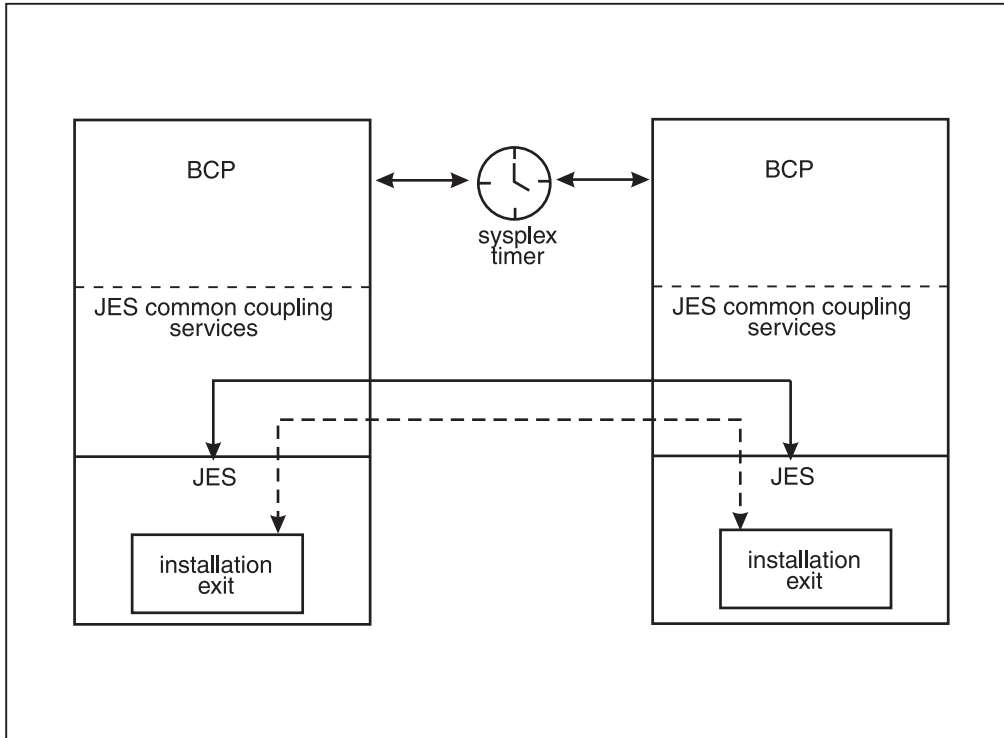 BCP
sysplex
timer
BCP
JES common coupling
services
JES common coupling
services
JES
JES
installation
exit
installation
exit